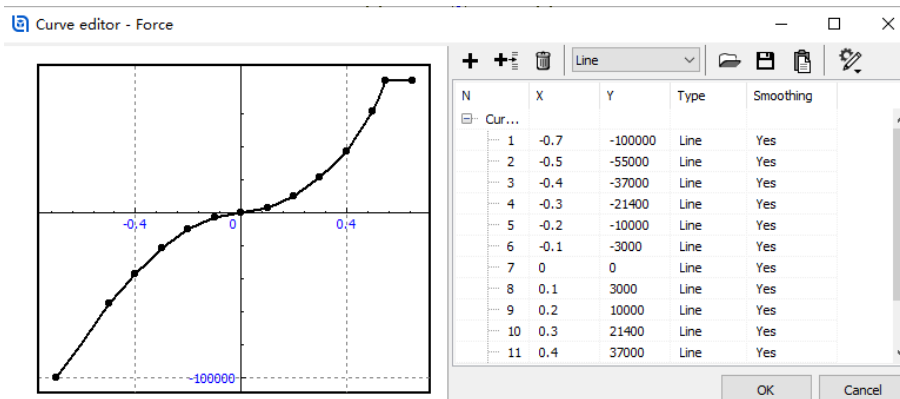 Curve editor - Force
Line
N X Y Type Smoothing
Cur...
1 -0.7 -100000 Line Yes
2 -0.5 -55000 Line Yes
3 -0.4 -37000 Line Yes
4 -0.3 -21400 Line Yes
5 -0.2 -10000 Line Yes
6 -0.1 -3000 Line Yes
7 0 0 Line Yes
8 0.1 3000 Line Yes
9 0.2 10000 Line Yes
10 0.3 21400 Line Yes
11 0.4 37000 Line Yes
-0.4 0 0.4
-100000
OK Cancel